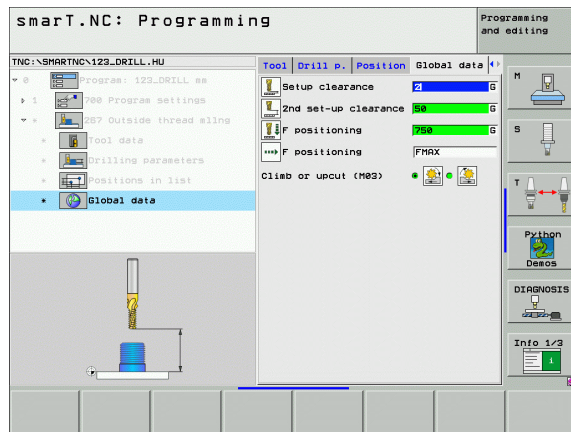 smarT.NC: Programming
Programming
and editing
TNC:\SMARTNC\123_DRILL.HU
0 Program: 123_DRILL mm
1 700 Program settings
+ 267 Outside thread mllng
* Tool data
* Drilling parameters
* Positions in list
* Global data
Tool Drill p. Position Global data
Setup clearance 2 G
2nd set-up clearance 50 G
F positioning 750 G
F positioning FMAX
Climb or upcut (M03)
M
S
T
Python
Demos
DIAGNOSIS
Info 1/3
1